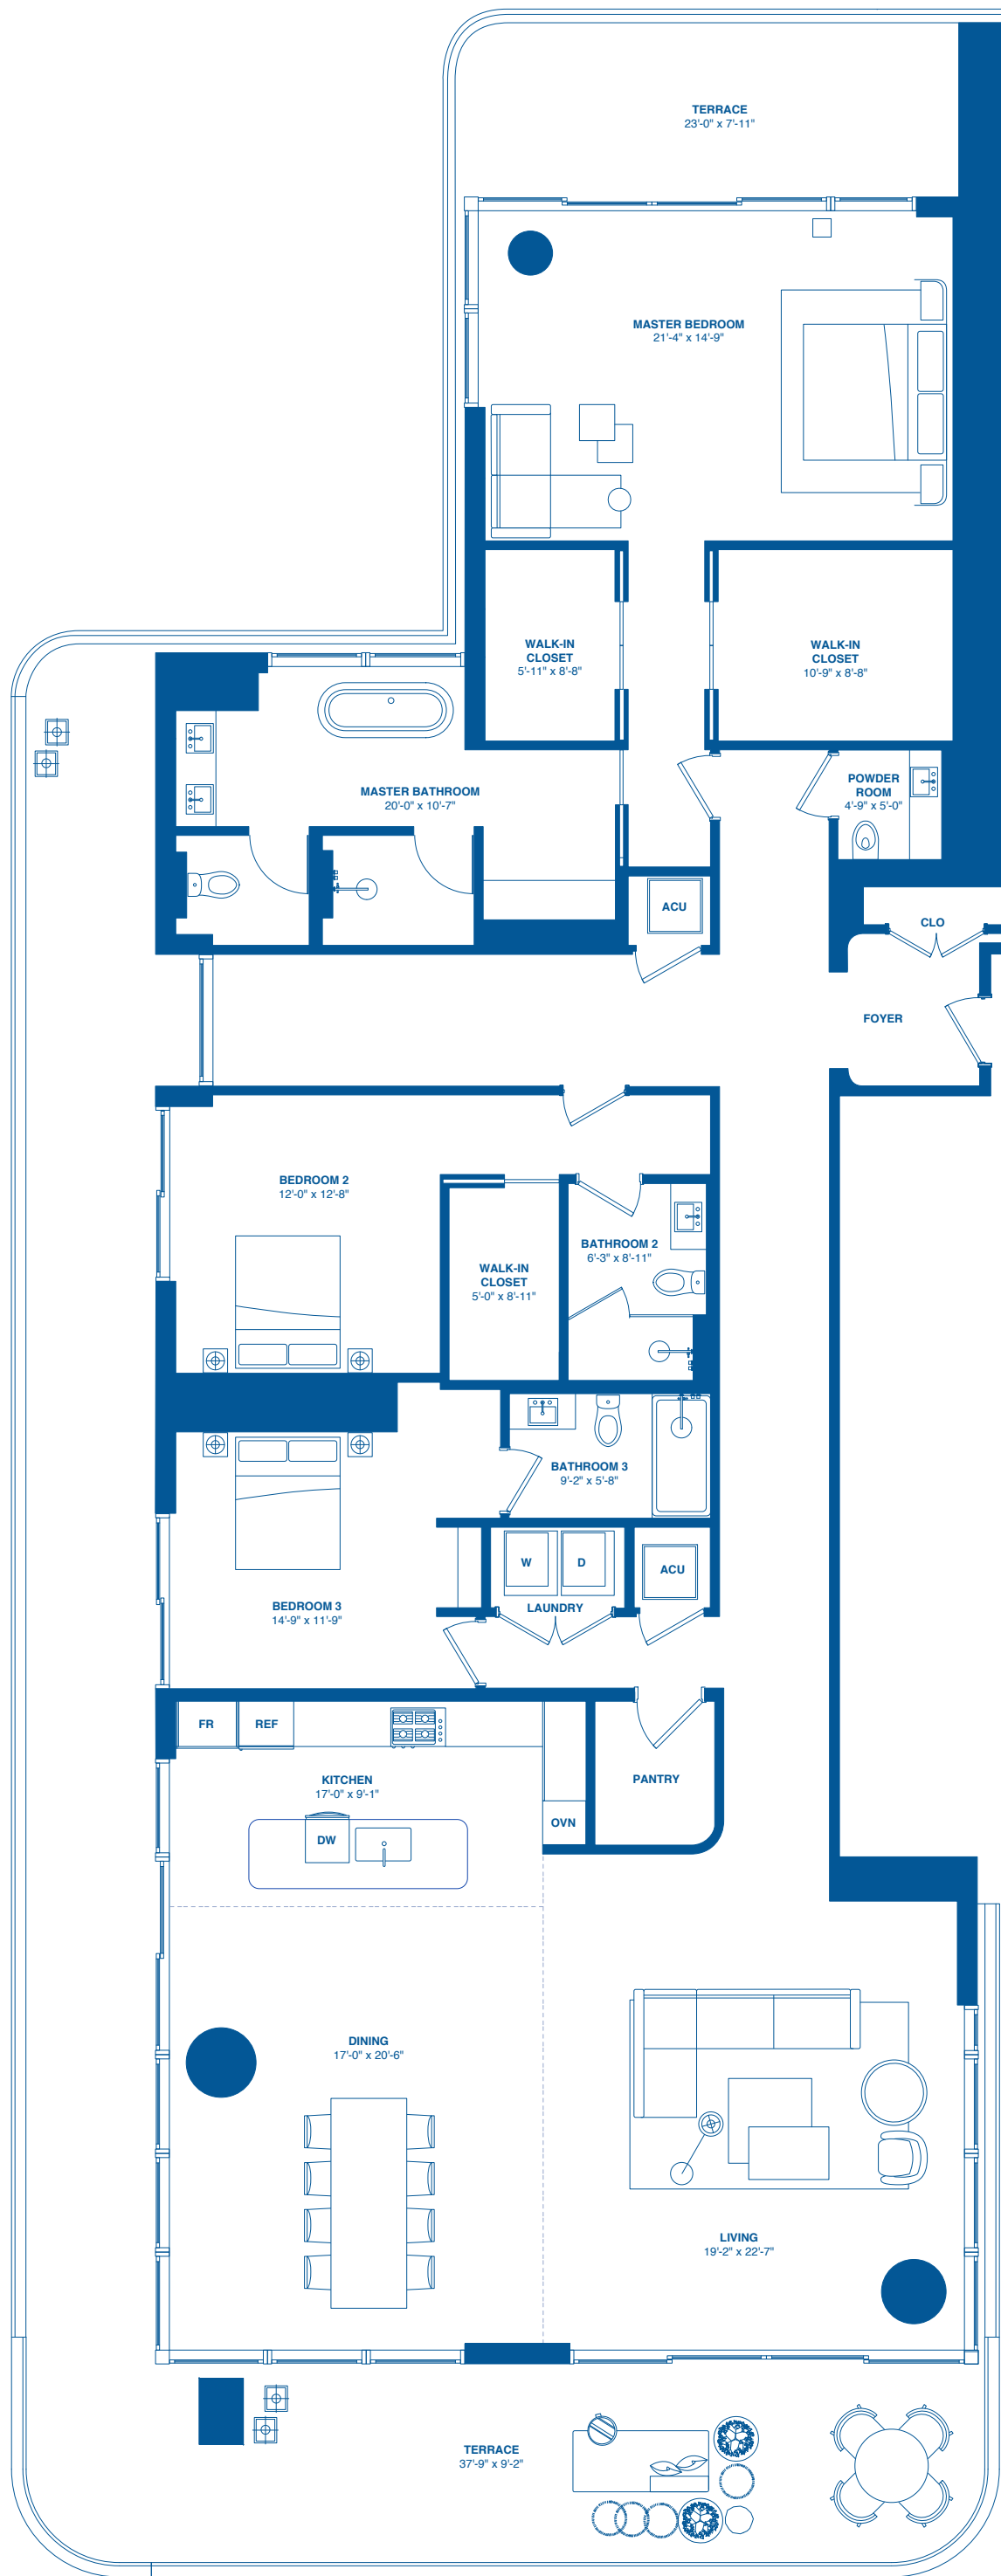 TERRACE
23'-0" x 7'-11"
MASTER BEDROOM
21'-4" x 14'-9"
WALK-IN
CLOSET
5'-11" x 8'-8"
WALK-IN
CLOSET
10'-9" x 8'-8"
MASTER BATHROOM
20'-0" x 10'-7"
POWDER
ROOM
4'-9" x 5'-0"
ACU
CLO
FOYER
BEDROOM 2
12'-0" x 12'-8"
WALK-IN
CLOSET
5'-0" x 8'-11"
BATHROOM 2
6'-3" x 8'-11"
BATHROOM 3
9'-2" x 5'-8"
W
D
ACU
LAUNDRY
BEDROOM 3
14'-9" x 11'-9"
FR
REF
KITCHEN
17'-0" x 9'-1"
PANTRY
OVN
DW
DINING
17'-0" x 20'-6"
LIVING
19'-2" x 22'-7"
TERRACE
37'-9" x 9'-2"